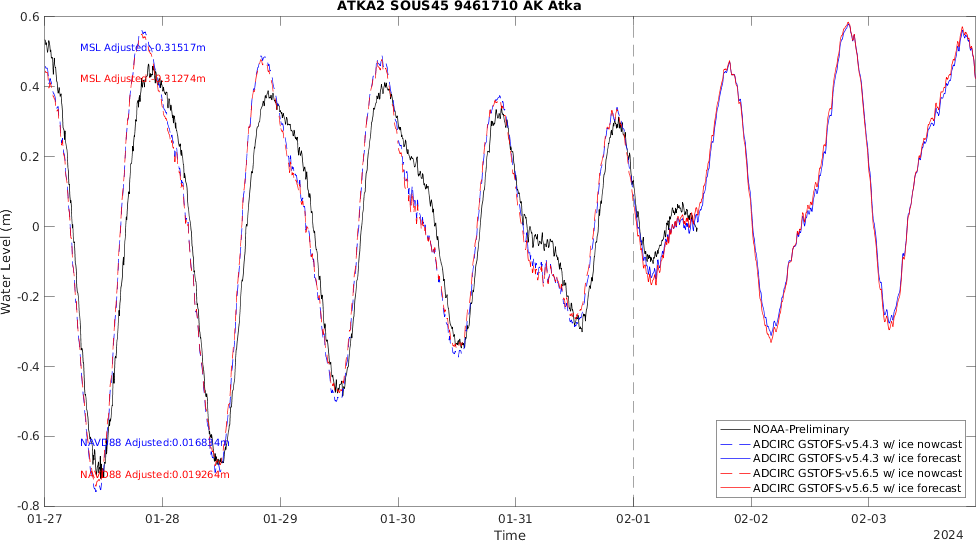 ATKA2 SOUS45 9461710 AK Atka
0.6
0.4
0.2
0
-0.2
-0.4
-0.6
-0.8
Water Level (m)
MSL Adjusted:-0.31517m
MSL Adjusted:-0.31274m
NAVD88 Adjusted:0.016834m
NAVD88 Adjusted:0.019264m
NOAA-Preliminary
ADCIRC GSTOFS-v5.4.3 w/ ice nowcast
ADCIRC GSTOFS-v5.4.3 w/ ice forecast
ADCIRC GSTOFS-v5.6.5 w/ ice nowcast
ADCIRC GSTOFS-v5.6.5 w/ ice forecast
01-27 01-28 01-29 01-30 01-31 02-01 02-02 02-03
Time
2024